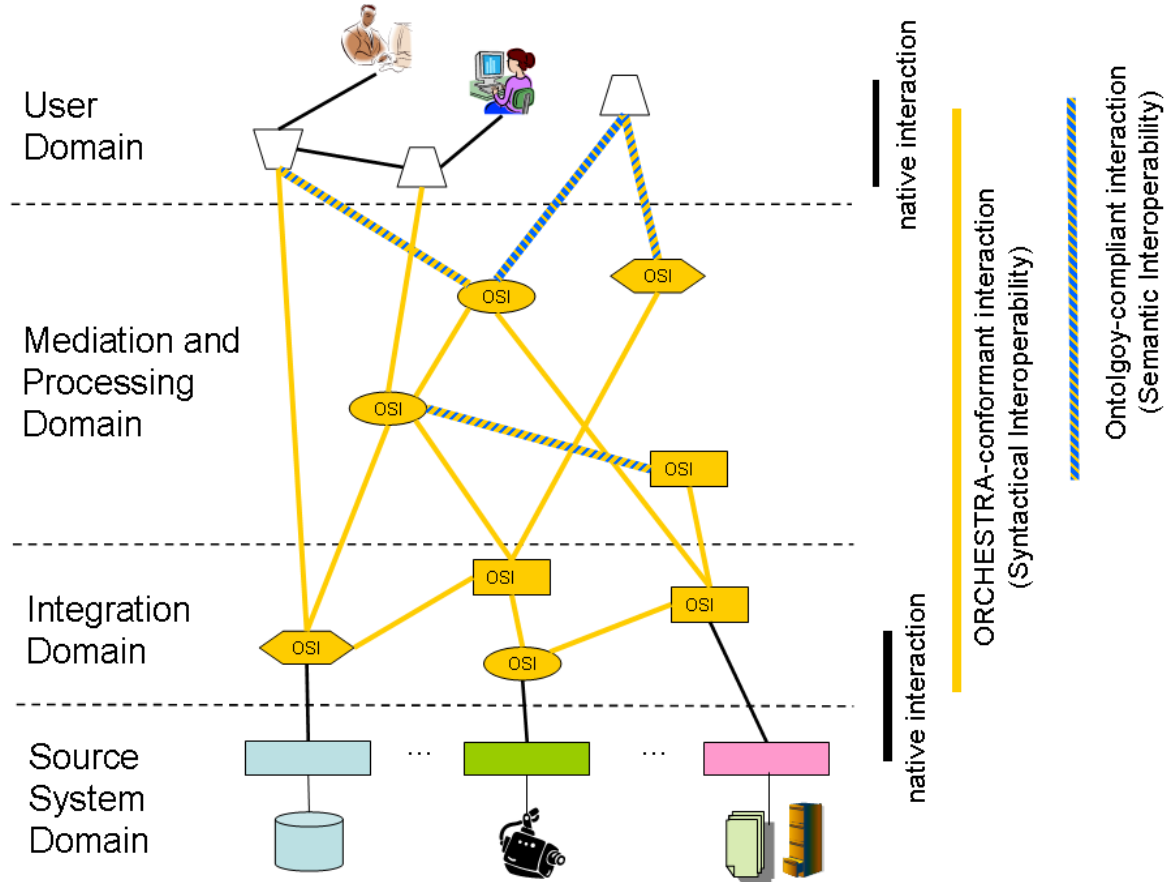 User
Domain
OSI
OSI
Mediation and
Processing
Domain
OSI
OSI
Integration
Domain
OSI
OSI
OSI
OSI
Source
System
Domain
...
...
native interaction
native interaction
ORCHESTRA-conformant interaction
(Syntactical Interoperability)
Ontolgoy-compliant interaction
(Semantic Interoperability)